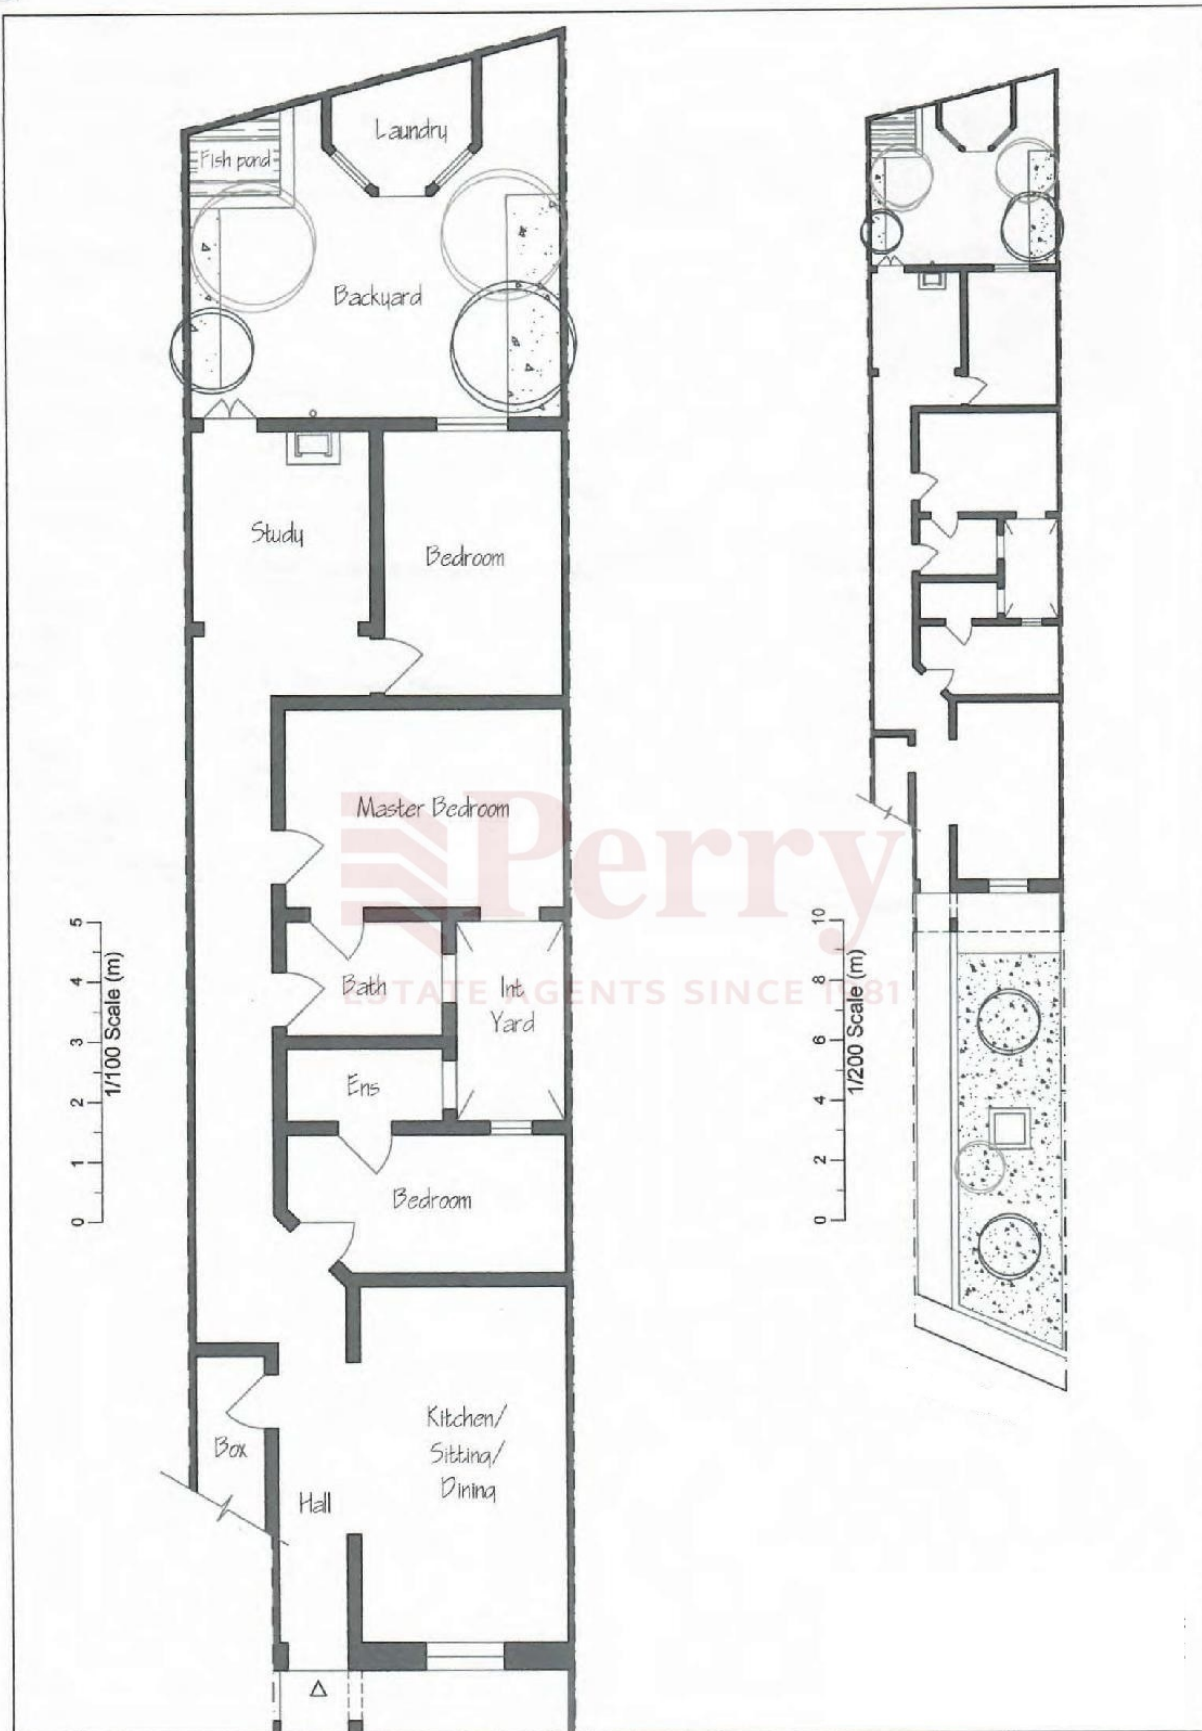 Laundry
Fish pond
Backyard
Study
Bedroom
Master Bedroom
Perry
ESTATE AGENTS SINCE 1981
Bath
Int
Yard
Ens
Bedroom
Kitchen/
Sitting/
Dining
Box
Hall
5
4
3
2
1
0
1/100 Scale (m)
10
8
6
4
2
0
1/200 Scale (m)